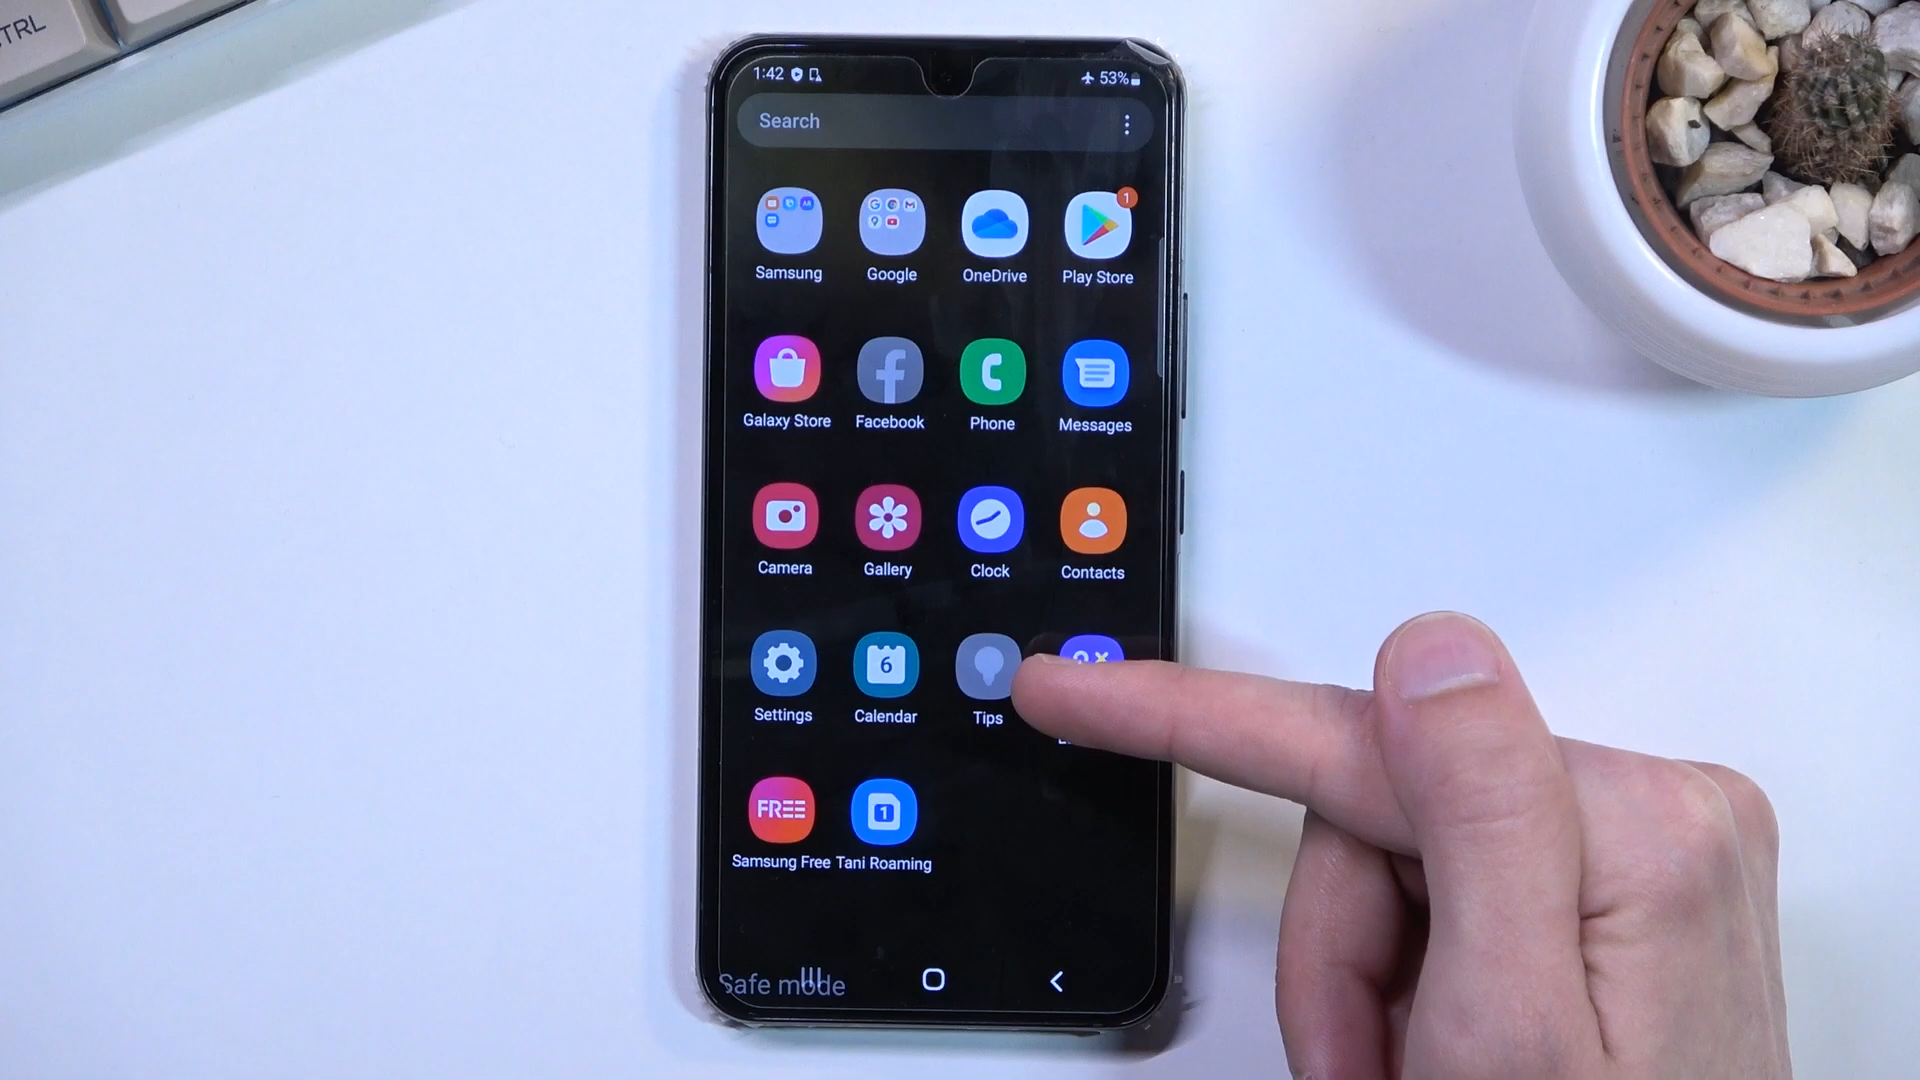 CTRL
1:42
53%
Search
1
Samsung
Google
OneDrive
Play Store
Galaxy Store
Facebook
Phone
Messages
Camera
Gallery
Clock
Contacts
6
Settings
Calendar
Tips
FREE
1
Samsung Free
Tani Roaming
Safe mode